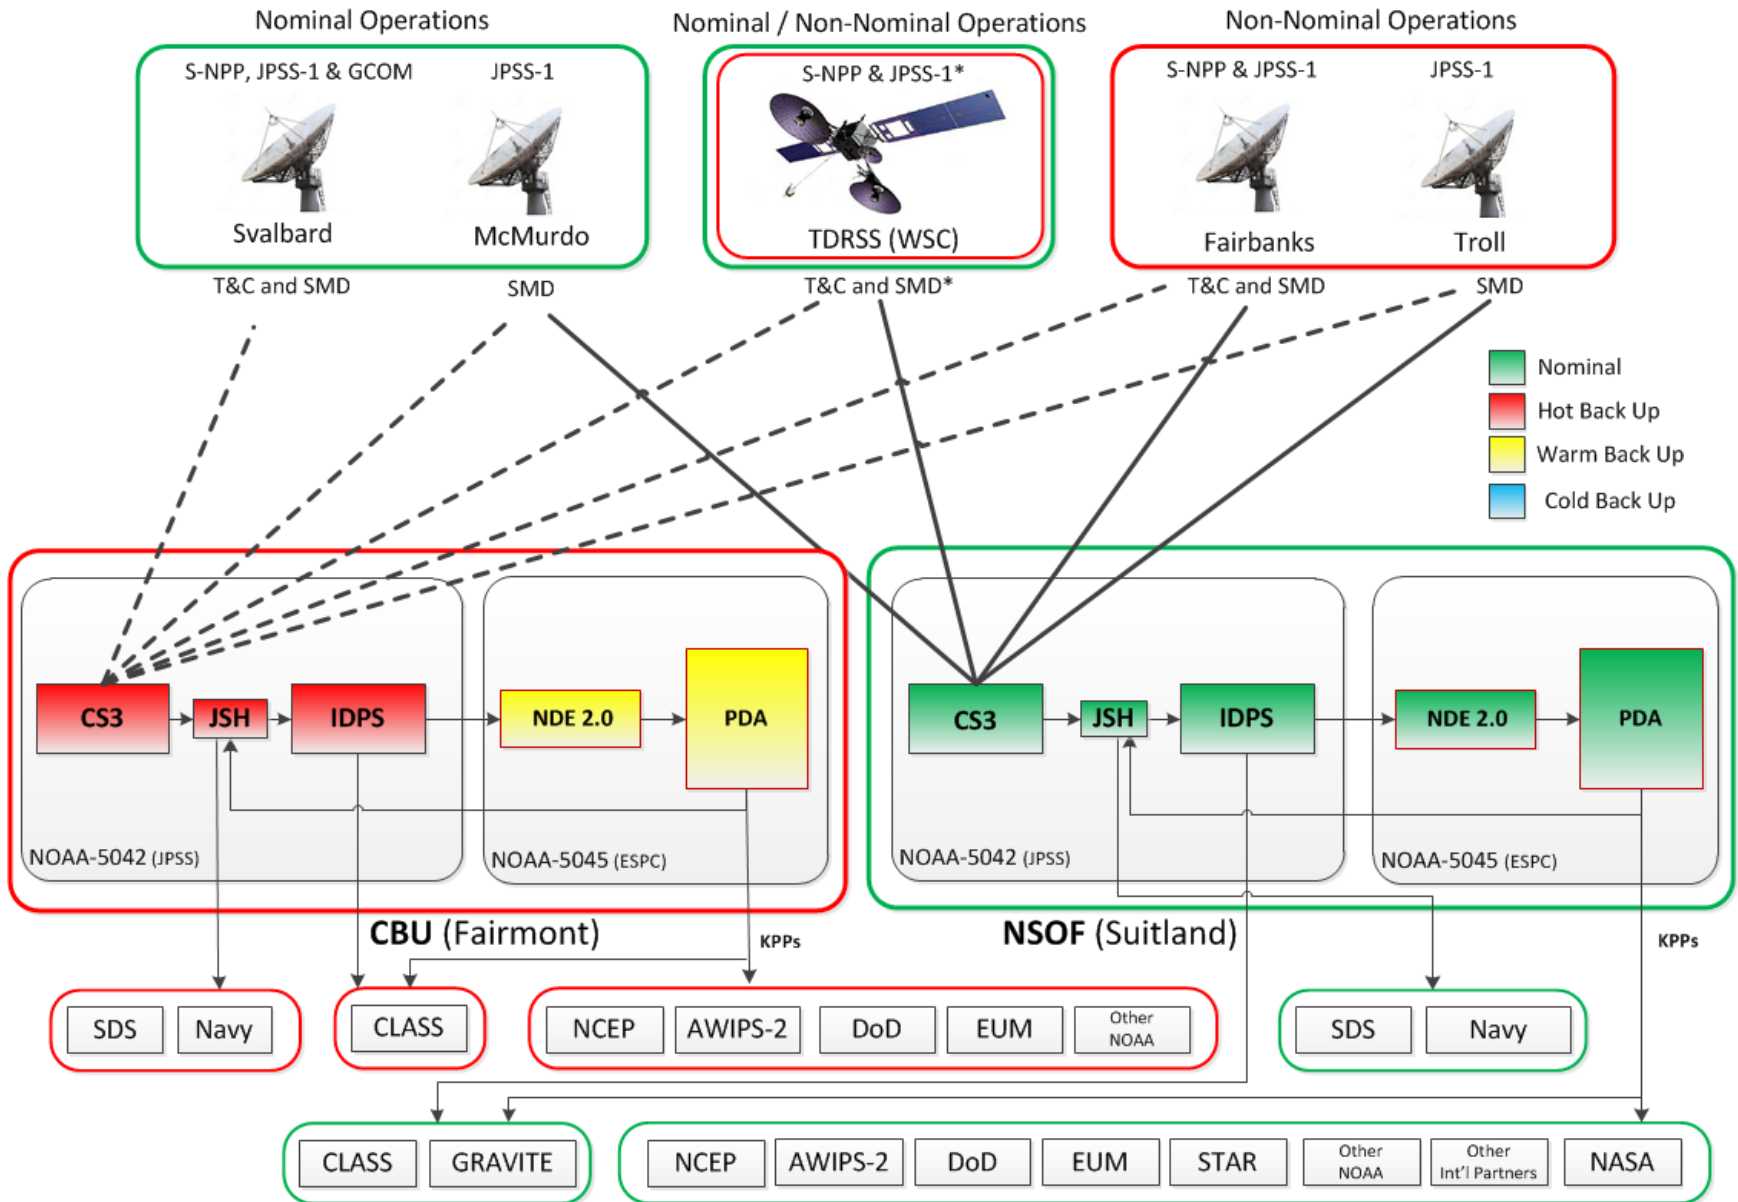 Nominal Operations
Nominal / Non-Nominal Operations
Non-Nominal Operations
S-NPP, JPSS-1 & GCOM
JPSS-1
S-NPP & JPSS-1*
S-NPP & JPSS-1
JPSS-1
Svalbard
McMurdo
TDRSS (WSC)
Fairbanks
Troll
T&C and SMD
SMD
T&C and SMD*
T&C and SMD
SMD
Nominal
Hot Back Up
Warm Back Up
Cold Back Up
CS3
JSH
IDPS
NDE 2.0
PDA
CS3
JSH
IDPS
NDE 2.0
PDA
NOAA-5042 (JPSS)
NOAA-5045 (ESPC)
NOAA-5042 (JPSS)
NOAA-5045 (ESPC)
CBU (Fairmont)
KPPs
NSOF (Suitland)
KPPs
SDS
Navy
CLASS
NCEP
AWIPS-2
DoD
EUM
Other
NOAA
SDS
Navy
CLASS
GRAVITE
NCEP
AWIPS-2
DoD
EUM
STAR
Other
NOAA
Other
Int'l Partners
NASA